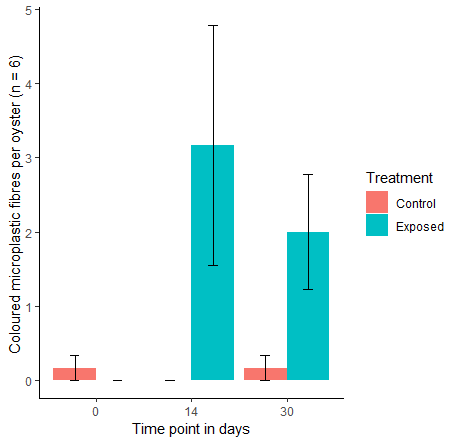 Coloured microplastic fibres per oyster (n = 6)
5
4
3
2
1
0
0 14 30
Time point in days
Treatment
Control
Exposed